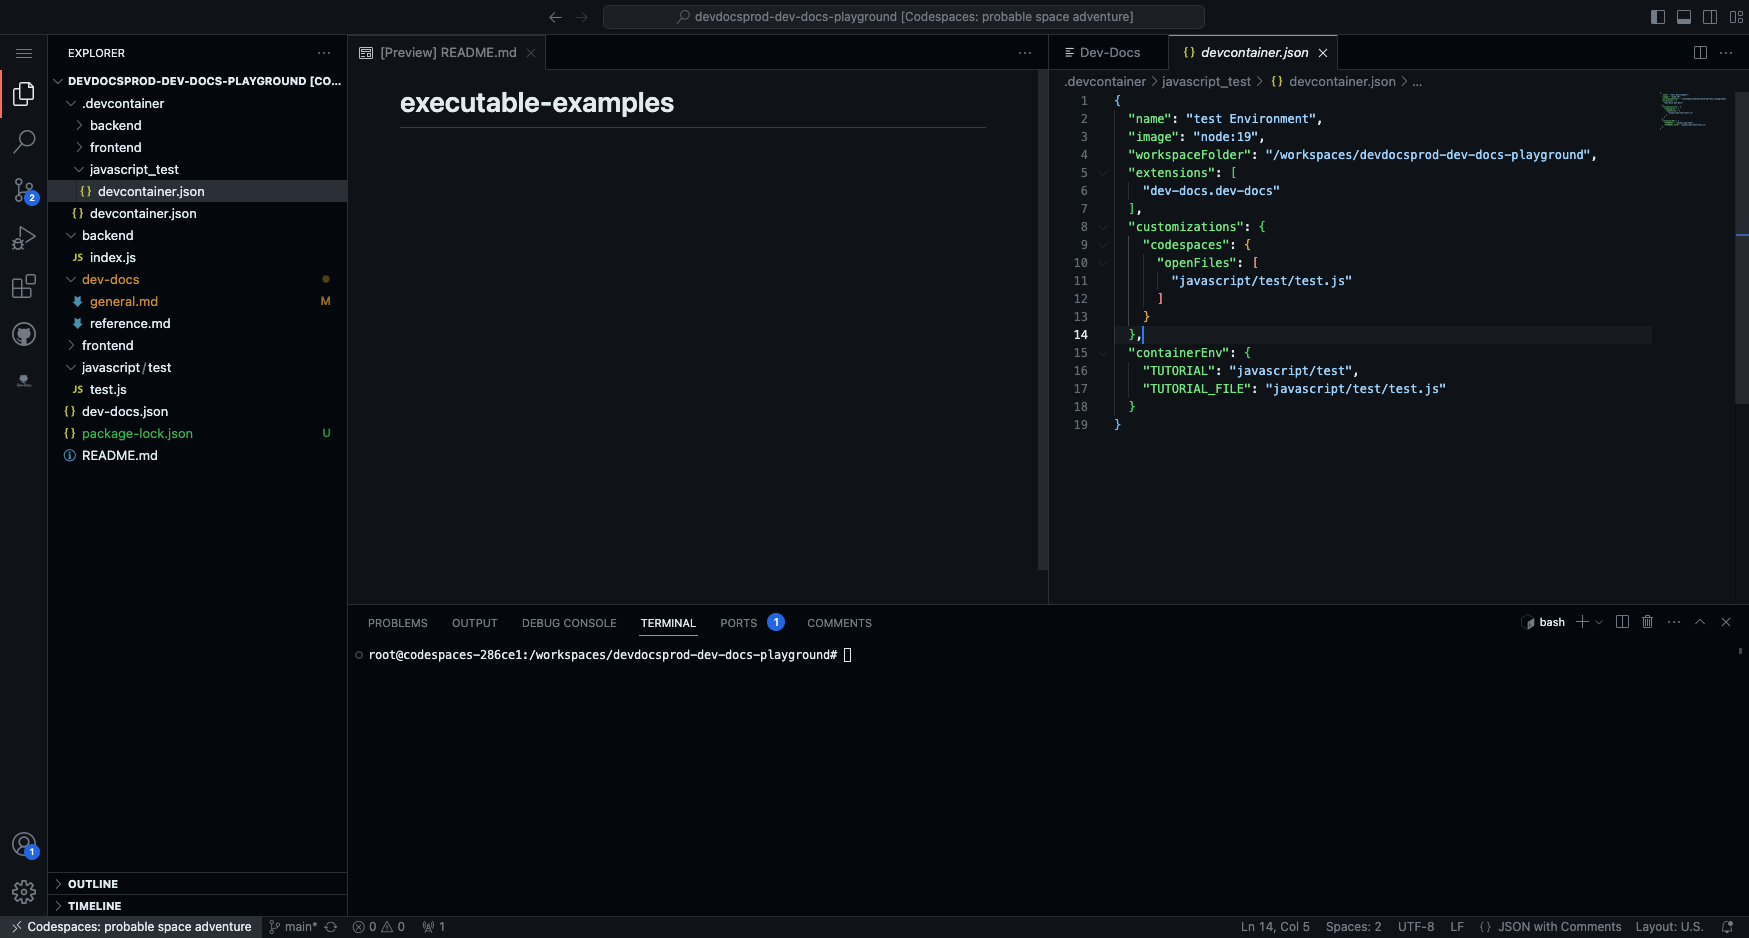 devdocsprod-dev-docs-playground [Codespaces: probable space adventure]
EXPLORER
DEVDOCSPROD-DEV-DOCS-PLAYGROUND [CO...
.devcontainer
backend
frontend
javascript_test
{} devcontainer.json
{} devcontainer.json
backend
JS index.js
dev-docs
general.md M
reference.md
frontend
javascript/test
JS test.js
{} dev-docs.json
{} package-lock.json U
README.md
OUTLINE
TIMELINE
2
1
[Preview] README.md
executable-examples
Dev-Docs
{} devcontainer.json
.devcontainer > javascript_test > {} devcontainer.json > ...
1 {
2 "name": "test Environment",
3 "image": "node:19",
4 "workspaceFolder": "/workspaces/devdocsprod-dev-docs-playground",
5 "extensions": [
6 "dev-docs.dev-docs"
7 ],
8 "customizations": {
9 "codespaces": {
10 "openFiles": [
11 "javascript/test/test.js"
12 ]
13 }
14 },
15 "containerEnv": {
16 "TUTORIAL": "javascript/test",
17 "TUTORIAL_FILE": "javascript/test/test.js"
18 }
19 }
PROBLEMS OUTPUT DEBUG CONSOLE TERMINAL PORTS 1 COMMENTS
bash
root@codespaces-286ce1:/workspaces/devdocsprod-dev-docs-playground#
Codespaces: probable space adventure main* 0 0 1
Ln 14, Col 5 Spaces: 2 UTF-8 LF {} JSON with Comments Layout: U.S.